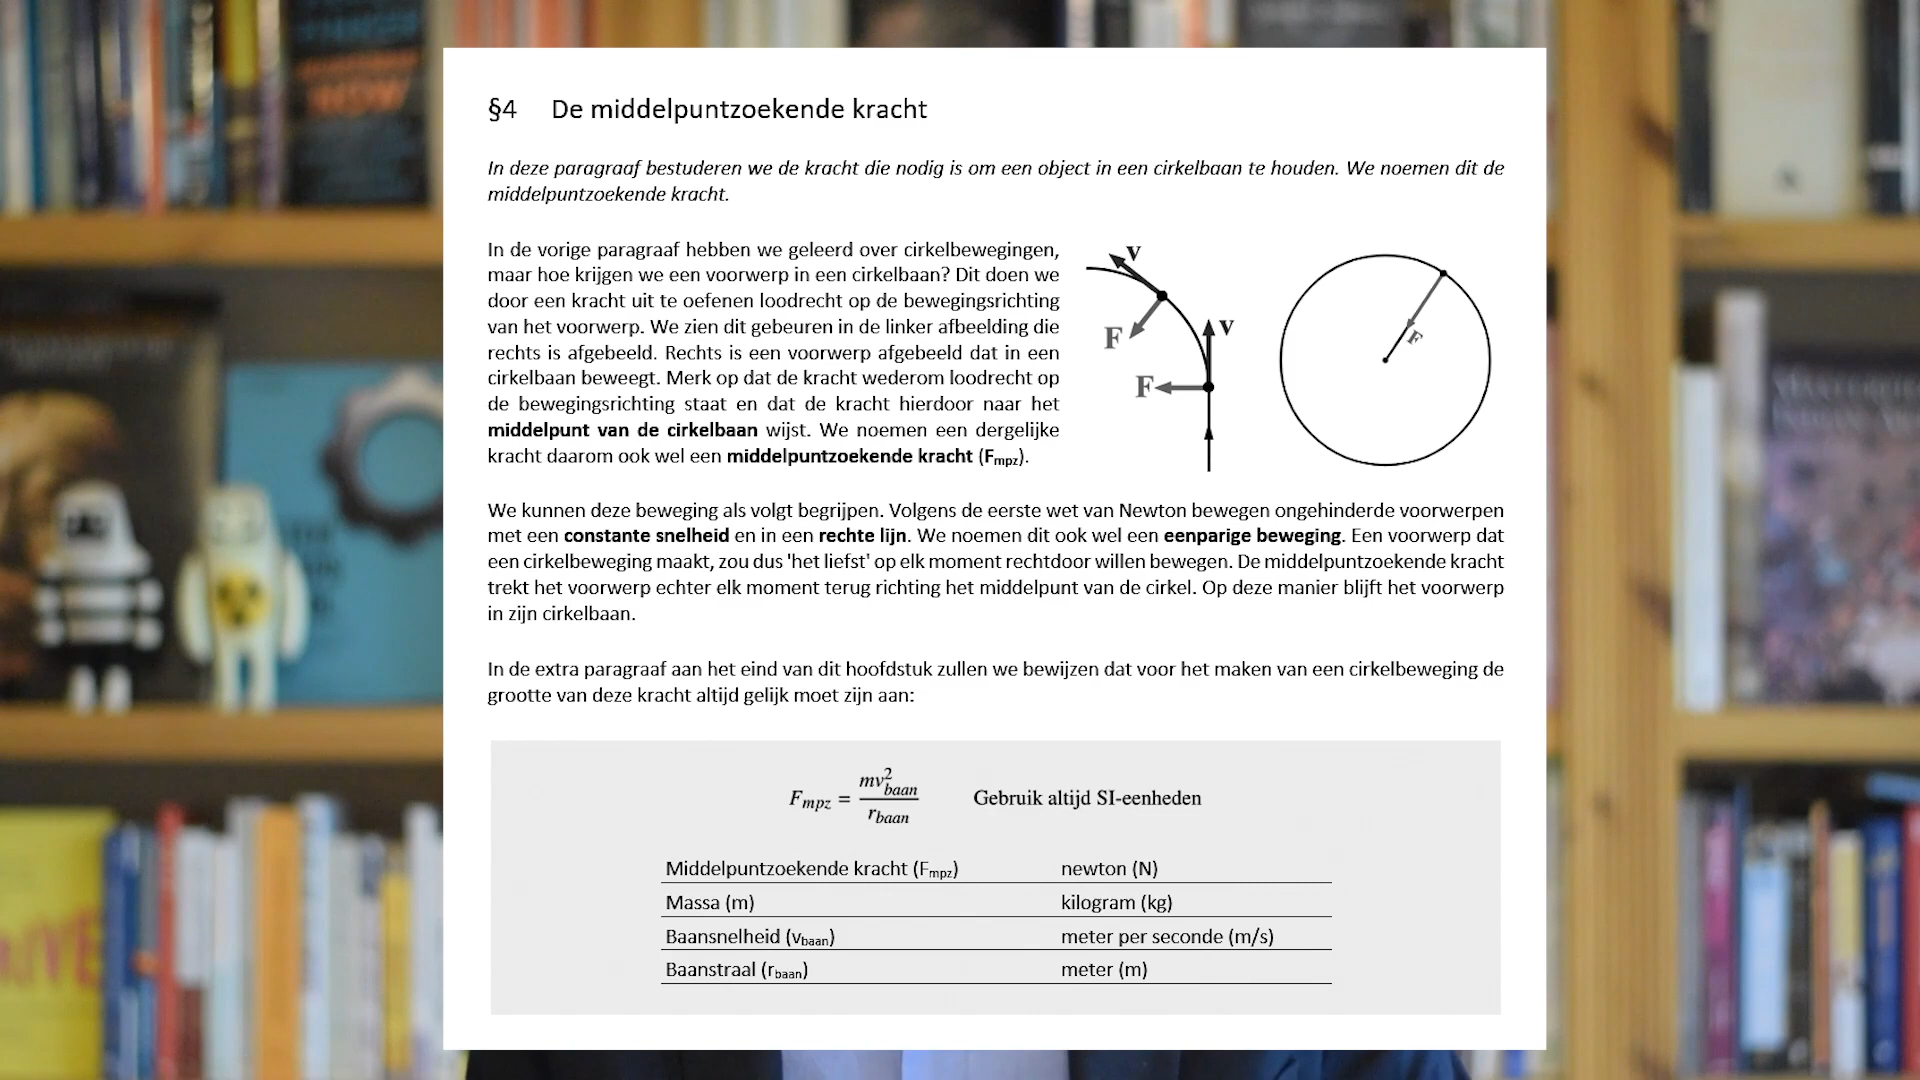 §4 De middelpuntzoekende kracht
In deze paragraaf bestuderen we de kracht die nodig is om een object in een cirkelbaan te houden. We noemen dit de
middelpuntzoekende kracht.
In de vorige paragraaf hebben we geleerd over cirkelbewegingen,
maar hoe krijgen we een voorwerp in een cirkelbaan? Dit doen we
door een kracht uit te oefenen loodrecht op de bewegingsrichting
van het voorwerp. We zien dit gebeuren in de linker afbeelding die
rechts is afgebeeld. Rechts is een voorwerp afgebeeld dat in een
cirkelbaan beweegt. Merk op dat de kracht wederom loodrecht op
de bewegingsrichting staat en dat de kracht hierdoor naar het
middelpunt van de cirkelbaan wijst. We noemen een dergelijke
kracht daarom ook wel een middelpuntzoekende kracht (Fmpz).
v
F
v
F
F
We kunnen deze beweging als volgt begrijpen. Volgens de eerste wet van Newton bewegen ongehinderde voorwerpen
met een constante snelheid en in een rechte lijn. We noemen dit ook wel een eenparige beweging. Een voorwerp dat
een cirkelbeweging maakt, zou dus 'het liefst' op elk moment rechtdoor willen bewegen. De middelpuntzoekende kracht
trekt het voorwerp echter elk moment terug richting het middelpunt van de cirkel. Op deze manier blijft het voorwerp
in zijn cirkelbaan.
In de extra paragraaf aan het eind van dit hoofdstuk zullen we bewijzen dat voor het maken van een cirkelbeweging de
grootte van deze kracht altijd gelijk moet zijn aan:
F_mpz = mv²_baan / r_baan Gebruik altijd SI-eenheden
Middelpuntzoekende kracht (Fmpz) newton (N)
Massa (m) kilogram (kg)
Baansnelheid (vbaan) meter per seconde (m/s)
Baanstraal (rbaan) meter (m)